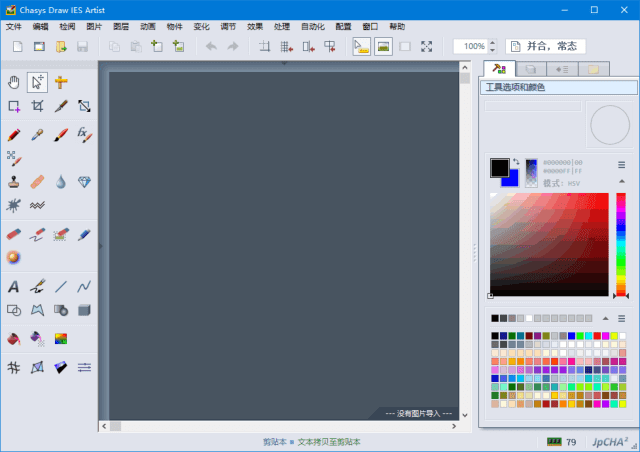 Chasys Draw IES Artist
文件 编辑 检阅 图片 图层 动画 物件 变化 调节 效果 处理 自动化 配置 窗口 帮助
100% 并合，常态
工具选项和颜色
#000000|00
#0000FF|FF
模式: HSV
--- 没有图片导入 ---
剪贴本 文本拷贝至剪贴本
79 JpCHA²